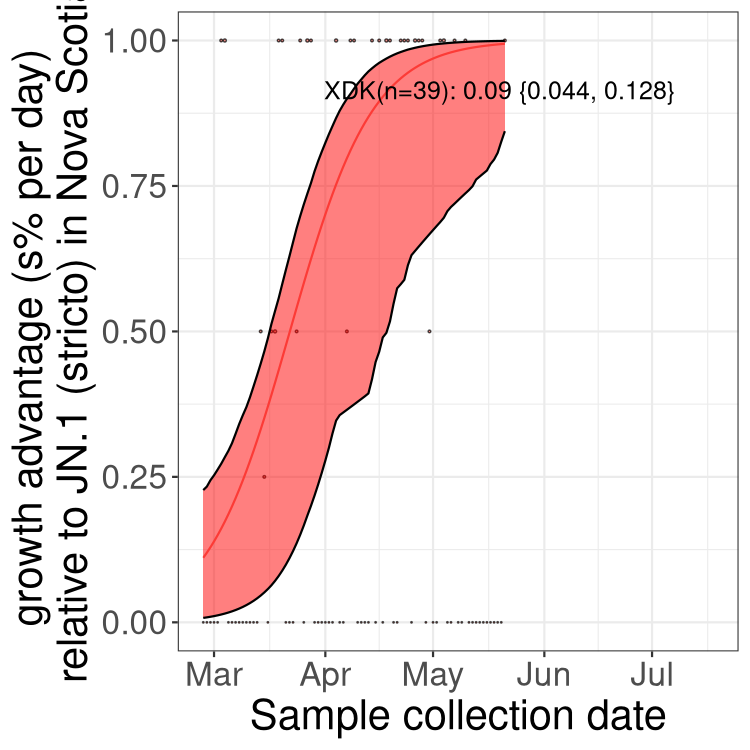 growth advantage (s% per day)
relative to JN.1 (stricto) in Nova Scotia
1.00
0.75
0.50
0.25
0.00
XDK(n=39): 0.09 {0.044, 0.128}
Mar Apr May Jun Jul
Sample collection date